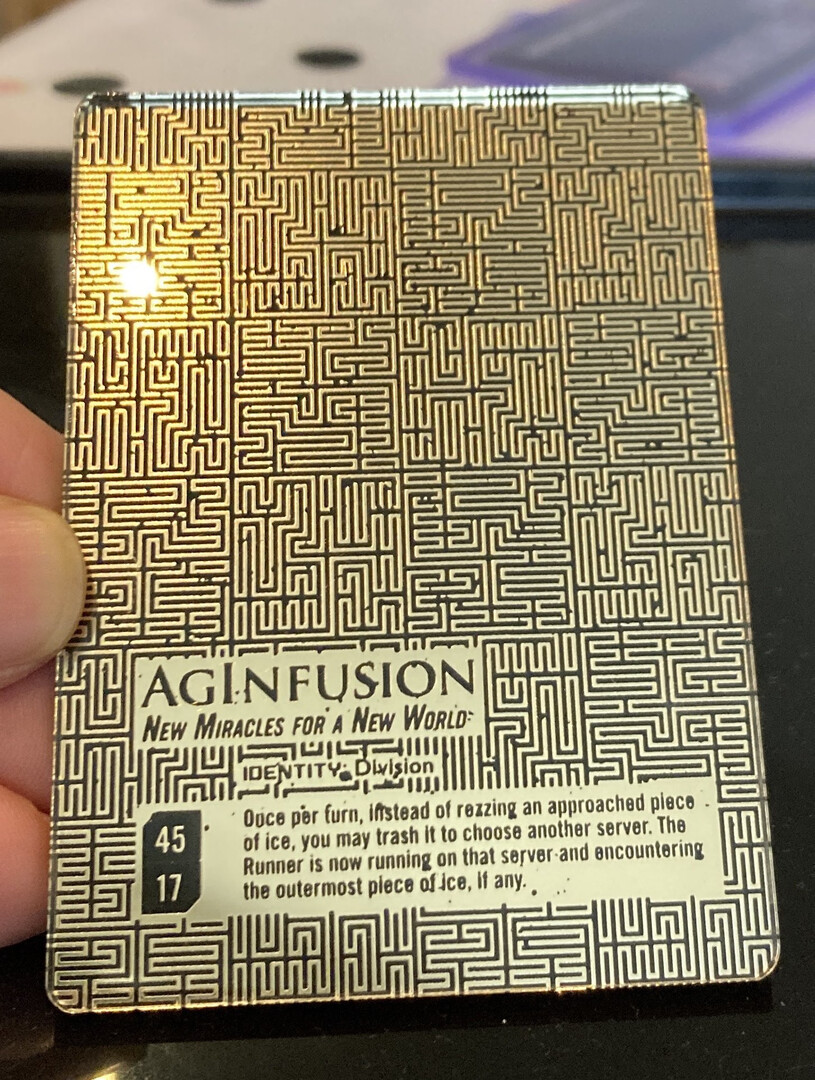 AGINFUSION
NEW MIRACLES FOR A NEW WORLD
IDENTITY: Division
45
17
Once per turn, instead of rezzing an approached piece
of ice, you may trash it to choose another server. The
Runner is now running on that server and encountering
the outermost piece of ice, if any.